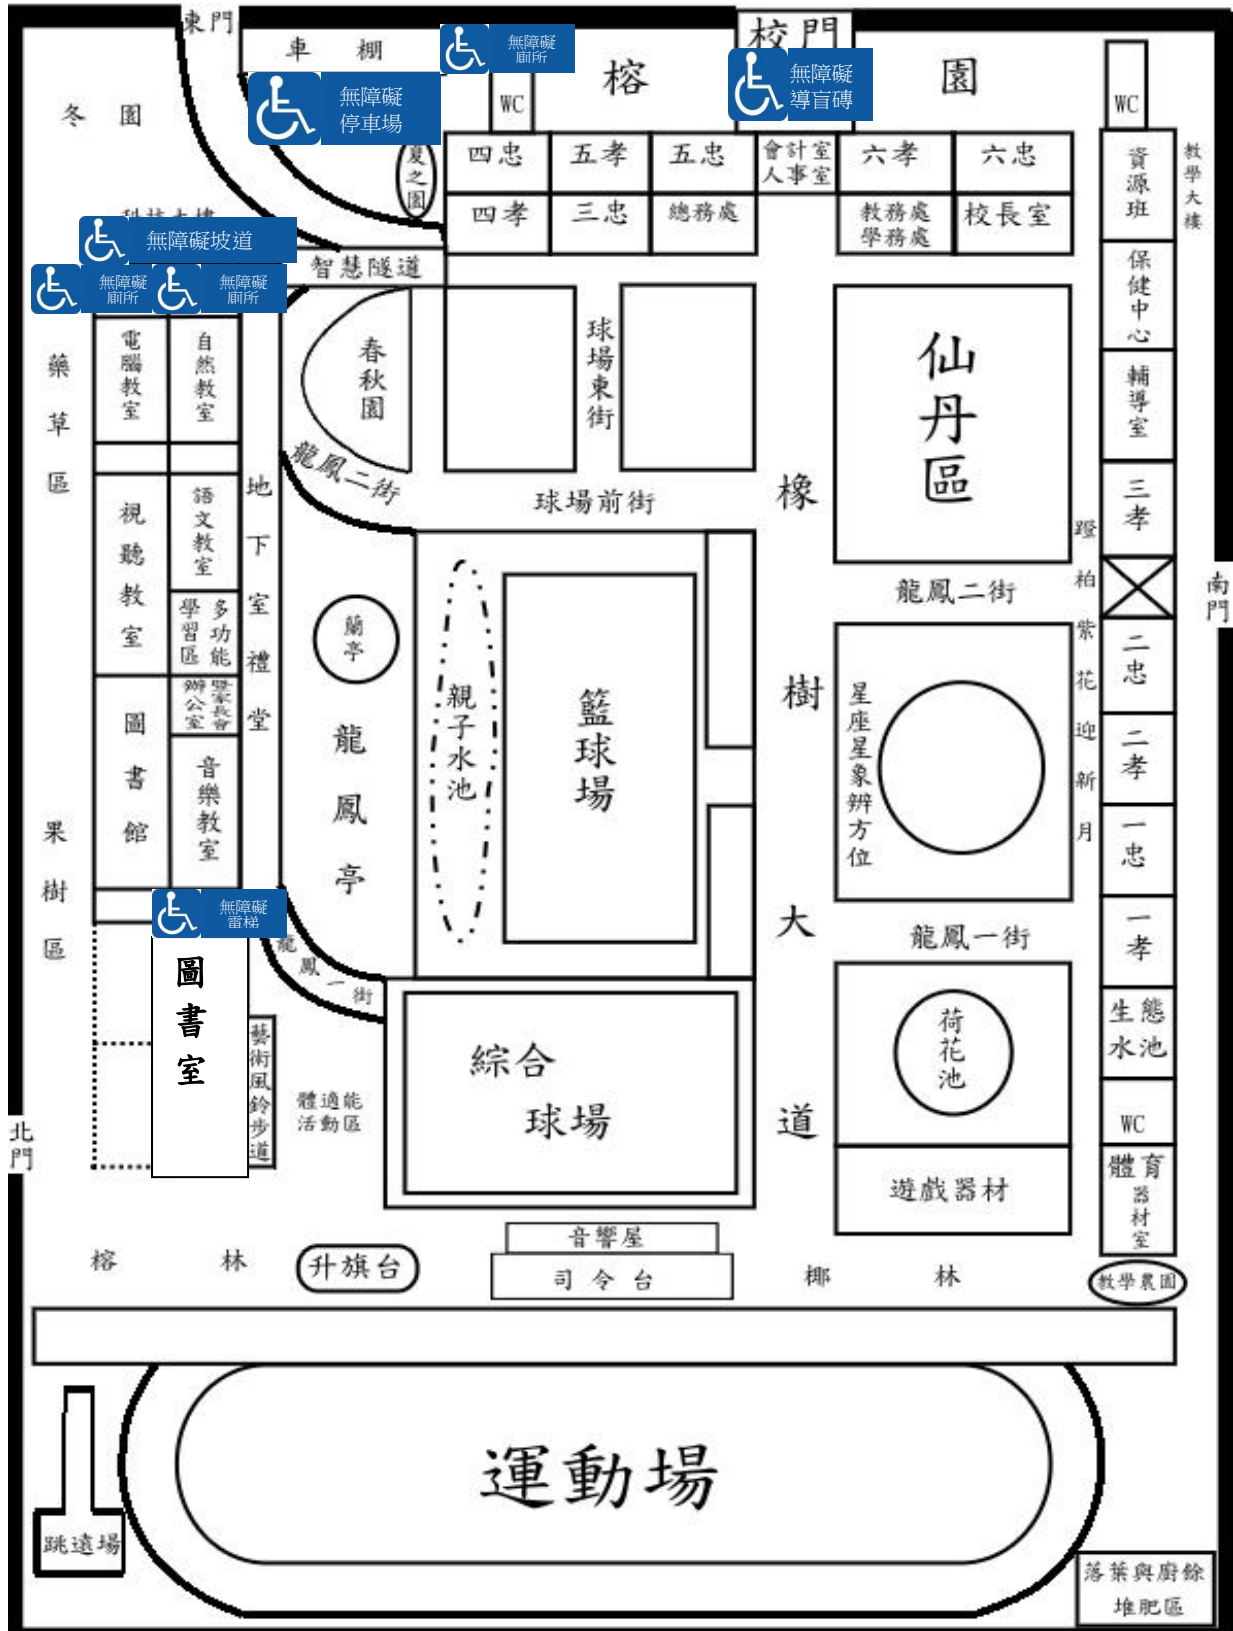 東門
校門
車棚
無障礙
廁所
榕園
無障礙
停車場
無障礙
導盲磚
冬園
WC
WC
夏之園
四忠
五孝
五忠
會計室
人事室
六孝
六忠
四孝
三忠
總務處
教務處
學務處
校長室
資源班
教學大樓
無障礙坡道
無障礙
廁所
無障礙
廁所
智慧隧道
保健中心
電腦教室
自然教室
春秋園
球場東街
仙丹區
輔導室
藥草區
龍鳳二街
球場前街
三孝
視聽教室
語文教室
地下室禮堂
橡樹大道
蹬柏紫花迎新月
南門
龍鳳二街
多功能
學習區
蘭亭
二忠
暨家長會
辦公室
圖書館
音樂教室
龍鳳亭
親子水池
籃球場
星座星象辨方位
二孝
一忠
果樹區
無障礙
電梯
龍鳳一街
龍鳳一街
一孝
圖書室
藝術風鈴步道
體適能
活動區
綜合
球場
荷花池
生態
水池
WC
北門
遊戲器材
體育
器材室
榕林
升旗台
音響屋
司令台
椰林
教學農園
運動場
跳遠場
落葉與廚餘
堆肥區